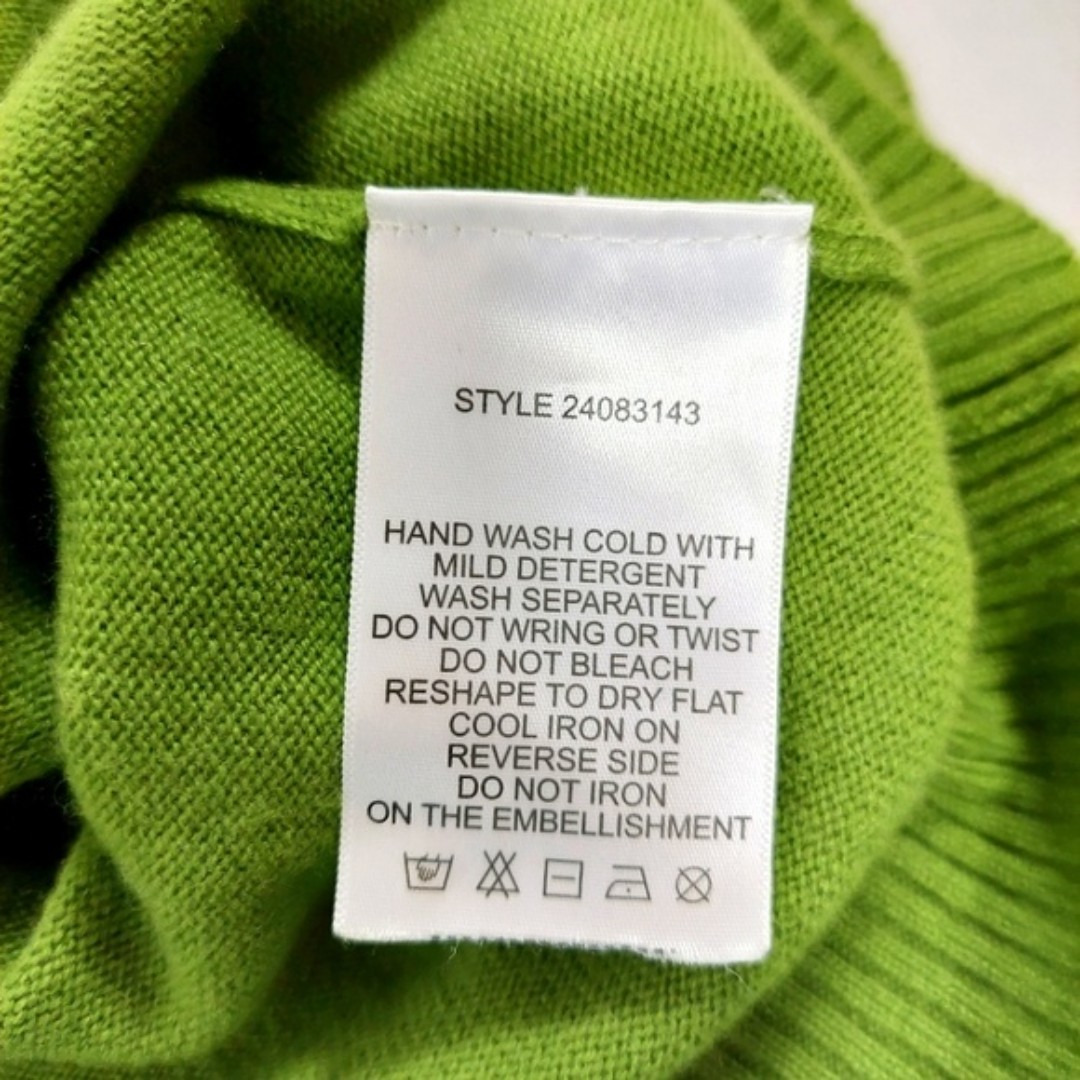 STYLE 24083143
HAND WASH COLD WITH
MILD DETERGENT
WASH SEPARATELY
DO NOT WRING OR TWIST
DO NOT BLEACH
RESHAPE TO DRY FLAT
COOL IRON ON
REVERSE SIDE
DO NOT IRON
ON THE EMBELLISHMENT